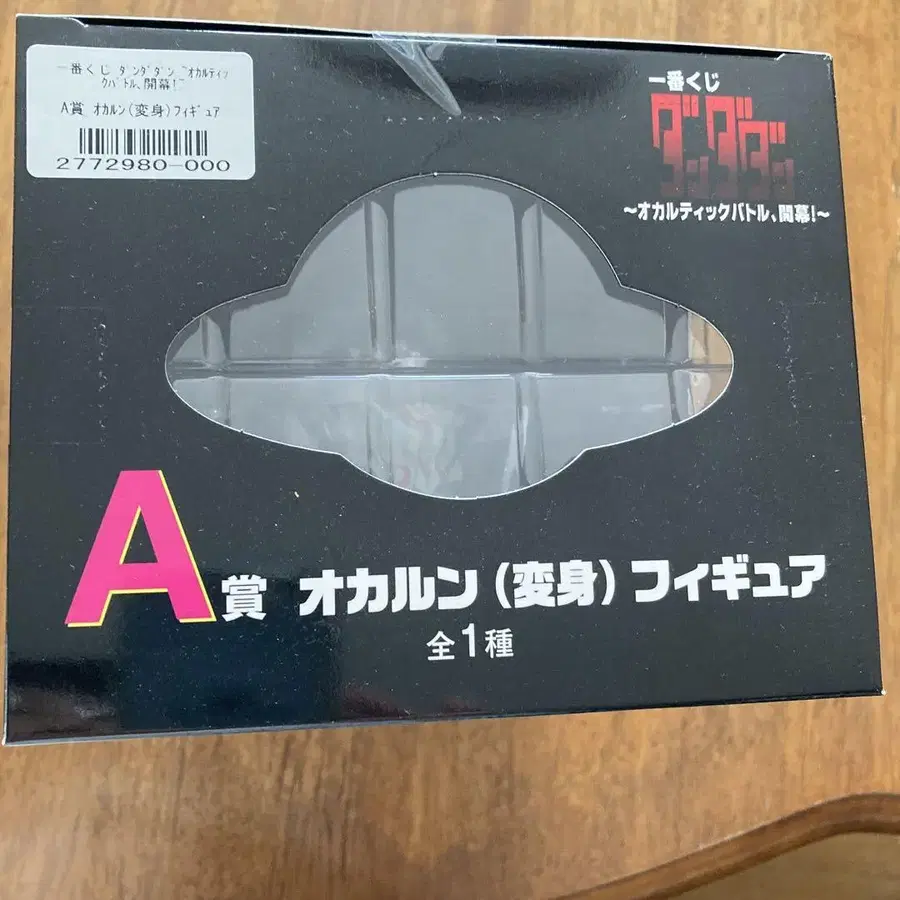 一番くじ ﾀﾞﾝﾀﾞﾀﾞﾝ ~ｵｶﾙﾃｨｯ
ｸﾊﾞﾄﾙ､開幕!~
A賞 ｵｶﾙﾝ(変身)ﾌｨｷﾞｭｱ
2772980-000
一番くじ
ダンダダン
～オカルティックバトル、開幕!～
A賞 オカルン(変身)フィギュア
全1種